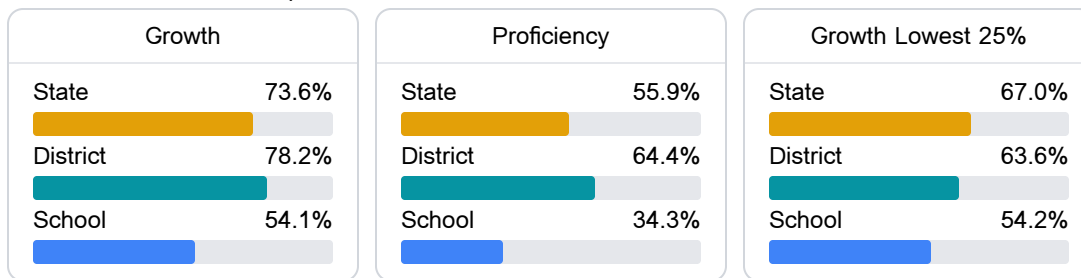 Growth
State 73.6%
District 78.2%
School 54.1%
Proficiency
State 55.9%
District 64.4%
School 34.3%
Growth Lowest 25%
State 67.0%
District 63.6%
School 54.2%